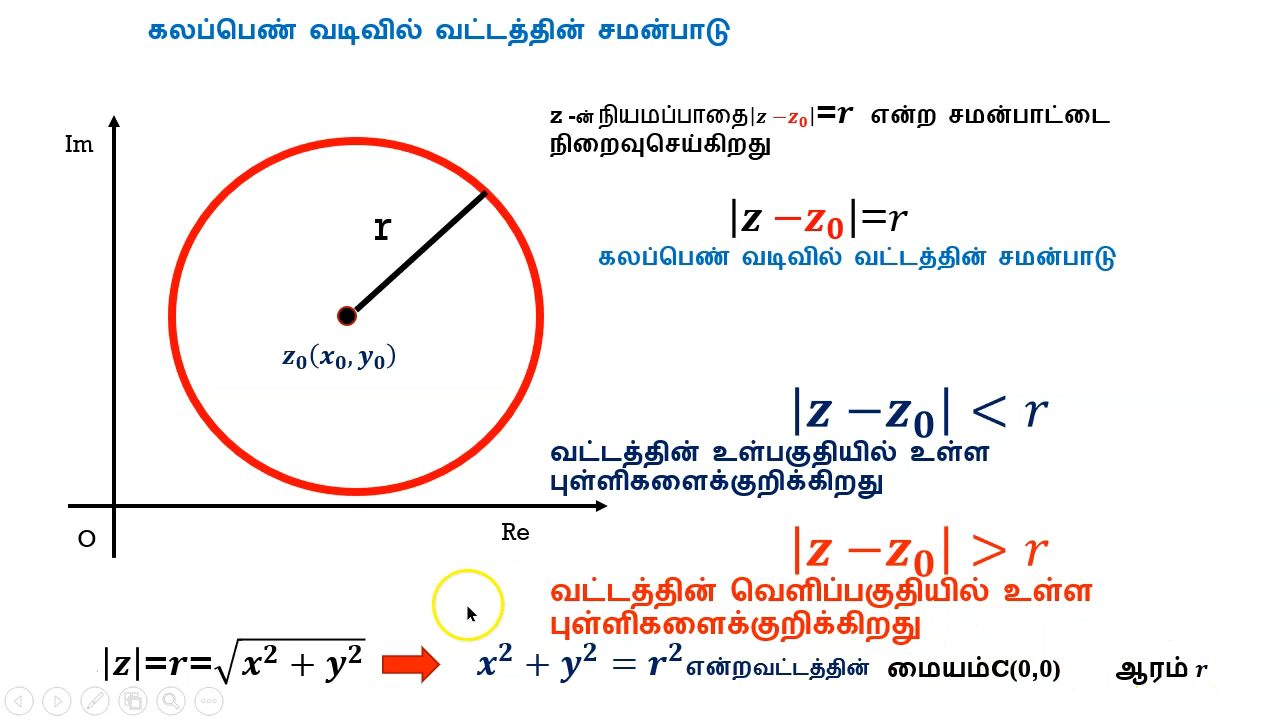 கலப்பெண் வடிவில் வட்டத்தின் சமன்பாடு
z -ன் நியமப்பாதை|z −z₀|=r என்ற சமன்பாட்டை
நிறைவுசெய்கிறது
Im
|z −z₀|=r
r
கலப்பெண் வடிவில் வட்டத்தின் சமன்பாடு
z₀(x₀, y₀)
|z −z₀| < r
வட்டத்தின் உள்பகுதியில் உள்ள
புள்ளிகளைக்குறிக்கிறது
Re
O
|z −z₀| > r
வட்டத்தின் வெளிப்பகுதியில் உள்ள
புள்ளிகளைக்குறிக்கிறது
|z|=r=√(x² + y²) x² + y² = r² என்றவட்டத்தின் மையம்C(0,0) ஆரம் r